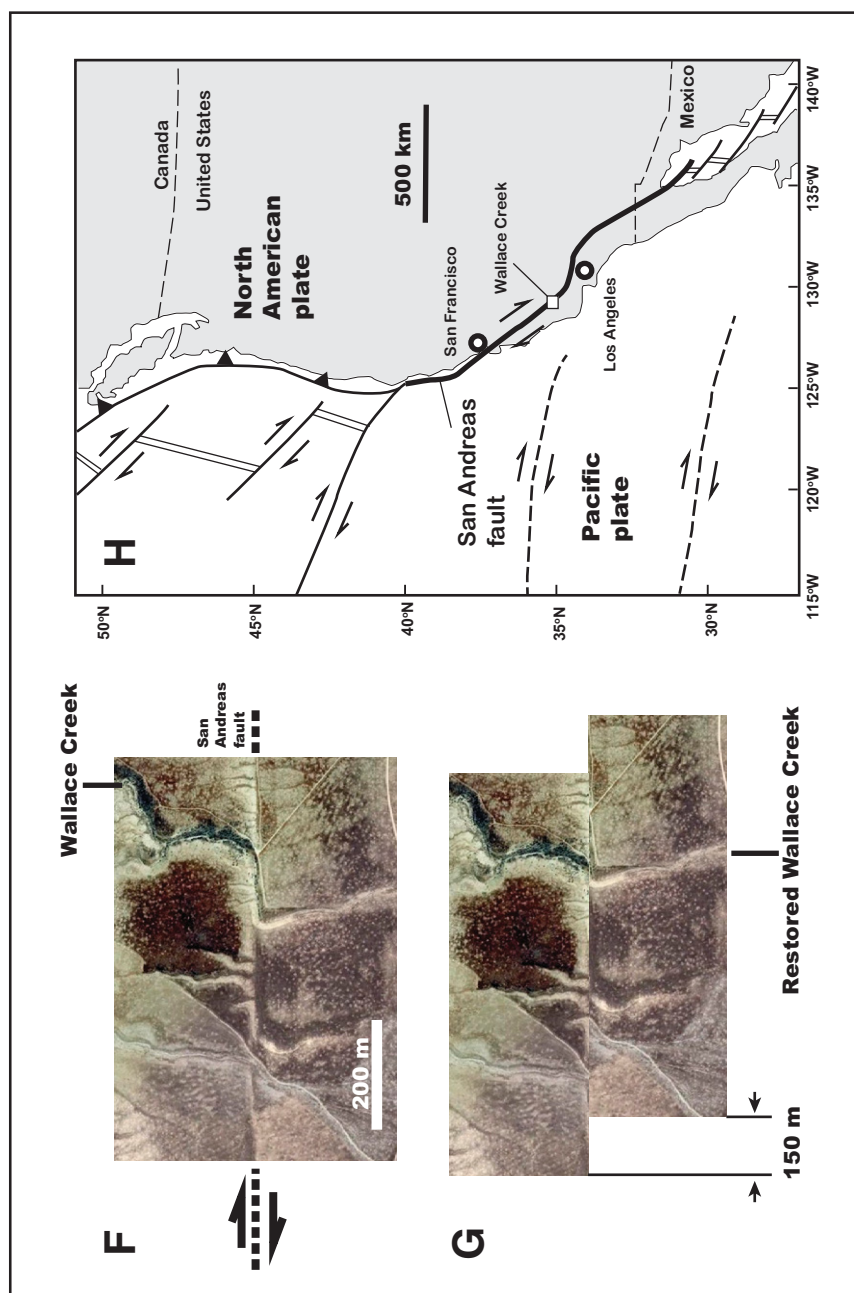 F
Wallace Creek
San
Andreas
fault
200 m
G
150 m
Restored Wallace Creek
H
50°N
45°N
40°N
35°N
30°N
115°W
120°W
125°W
130°W
135°W
140°W
Canada
United States
North
American
plate
500 km
San Francisco
Wallace Creek
Los Angeles
Mexico
San Andreas
fault
Pacific
plate